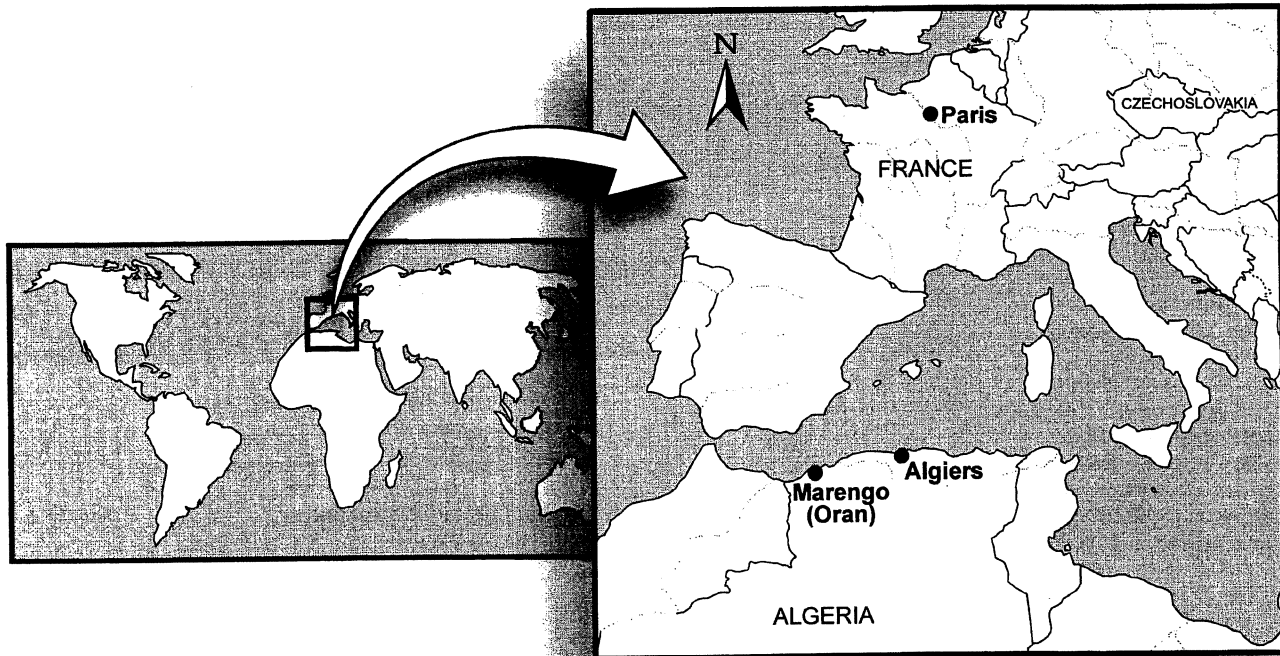 N
CZECHOSLOVAKIA
Paris
FRANCE
Algiers
Marengo
(Oran)
ALGERIA